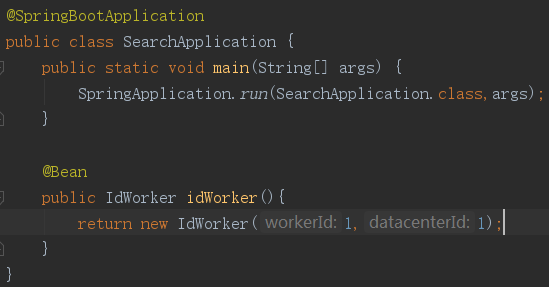 @SpringBootApplication
public class SearchApplication {
    public static void main(String[] args) {
        SpringApplication.run(SearchApplication.class,args);
    }
    @Bean
    public IdWorker idWorker(){
        return new IdWorker( workerId: 1, datacenterId: 1);
    }
}